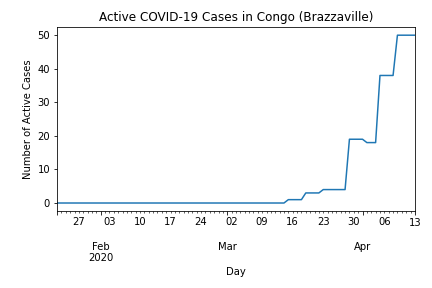 Active COVID-19 Cases in Congo (Brazzaville)
Number of Active Cases
50
40
30
20
10
0
27 03 10 17 24 02 09 16 23 30 06 13
Feb Mar Apr
2020
Day